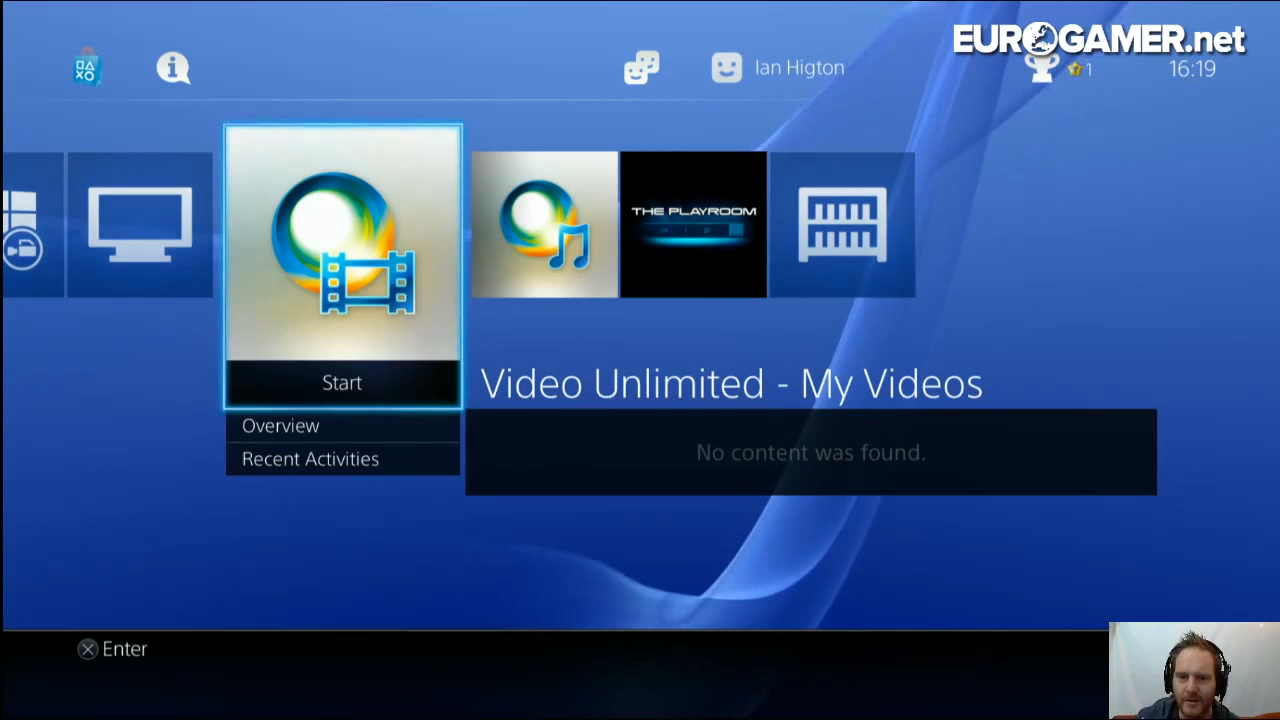 EUROGAMER.net
Ian Higton
1
16:19
THE PLAYROOM
Start
Video Unlimited - My Videos
Overview
No content was found.
Recent Activities
Enter